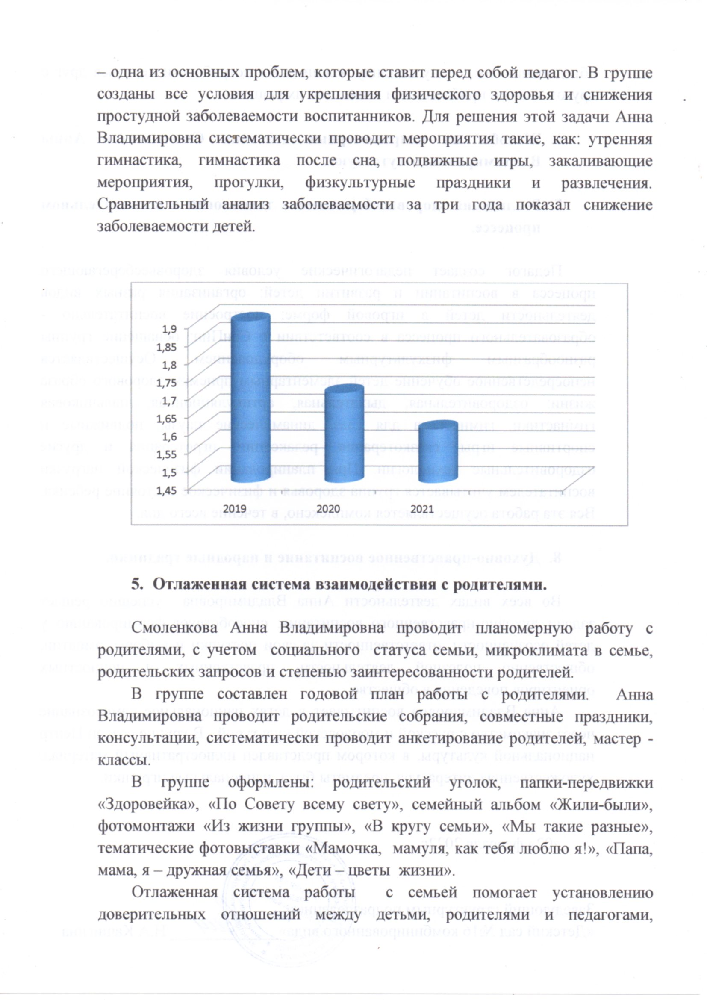 – одна из основных проблем, которые ставит перед собой педагог. В группе
созданы все условия для укрепления физического здоровья и снижения
простудной заболеваемости воспитанников. Для решения этой задачи Анна
Владимировна систематически проводит мероприятия такие, как: утренняя
гимнастика, гимнастика после сна, подвижные игры, закаливающие
мероприятия, прогулки, физкультурные праздники и развлечения.
Сравнительный анализ заболеваемости за три года показал снижение
заболеваемости детей.
1,9
1,85
1,8
1,75
1,7
1,65
1,6
1,55
1,5
1,45
2019 2020 2021
5. Отлаженная система взаимодействия с родителями.
Смоленкова Анна Владимировна проводит планомерную работу с
родителями, с учетом социального статуса семьи, микроклимата в семье,
родительских запросов и степенью заинтересованности родителей.
В группе составлен годовой план работы с родителями. Анна
Владимировна проводит родительские собрания, совместные праздники,
консультации, систематически проводит анкетирование родителей, мастер -
классы.
В группе оформлены: родительский уголок, папки-передвижки
«Здоровейка», «По Совету всему свету», семейный альбом «Жили-были»,
фотомонтажи «Из жизни группы», «В кругу семьи», «Мы такие разные»,
тематические фотовыставки «Мамочка, мамуля, как тебя люблю я!», «Папа,
мама, я – дружная семья», «Дети – цветы жизни».
Отлаженная система работы с семьей помогает установлению
доверительных отношений между детьми, родителями и педагогами,